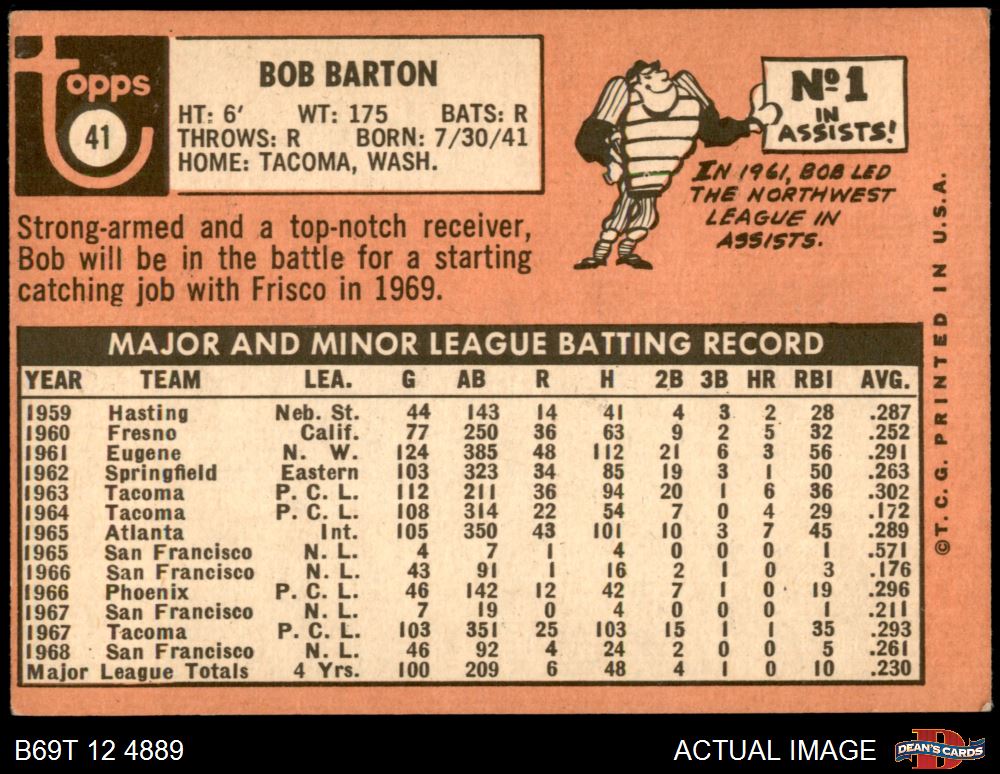 Topps
41
BOB BARTON
HT: 6' WT: 175 BATS: R
THROWS: R BORN: 7/30/41
HOME: TACOMA, WASH.
Strong-armed and a top-notch receiver,
Bob will be in the battle for a starting
catching job with Frisco in 1969.
Nº1
IN
ASSISTS!
IN 1961, BOB LED
THE NORTHWEST
LEAGUE IN
ASSISTS.
MAJOR AND MINOR LEAGUE BATTING RECORD
YEAR TEAM LEA. G AB R H 2B 3B HR RBI AVG.
1959 Hasting Neb. St. 44 143 14 41 4 3 2 28 .287
1960 Fresno Calif. 77 250 36 63 9 2 5 32 .252
1961 Eugene N. W. 124 385 48 112 21 6 3 56 .291
1962 Springfield Eastern 103 323 34 85 19 3 1 50 .263
1963 Tacoma P. C. L. 112 211 36 94 20 1 6 36 .302
1964 Tacoma P. C. L. 108 314 22 54 7 0 4 29 .172
1965 Atlanta Int. 105 350 43 101 10 3 7 45 .289
1965 San Francisco N. L. 4 7 1 4 0 0 0 1 .571
1966 San Francisco N. L. 43 91 1 16 2 1 0 3 .176
1966 Phoenix P. C. L. 46 142 12 42 7 1 0 19 .296
1967 San Francisco N. L. 7 19 0 4 0 0 0 1 .211
1967 Tacoma P. C. L. 103 351 25 103 15 1 1 35 .293
1968 San Francisco N. L. 46 92 4 24 2 0 0 5 .261
Major League Totals 4 Yrs. 100 209 6 48 4 1 0 10 .230
©T. C. G. PRINTED IN U.S.A.
B69T 12 4889
ACTUAL IMAGE
DEAN'S CARDS